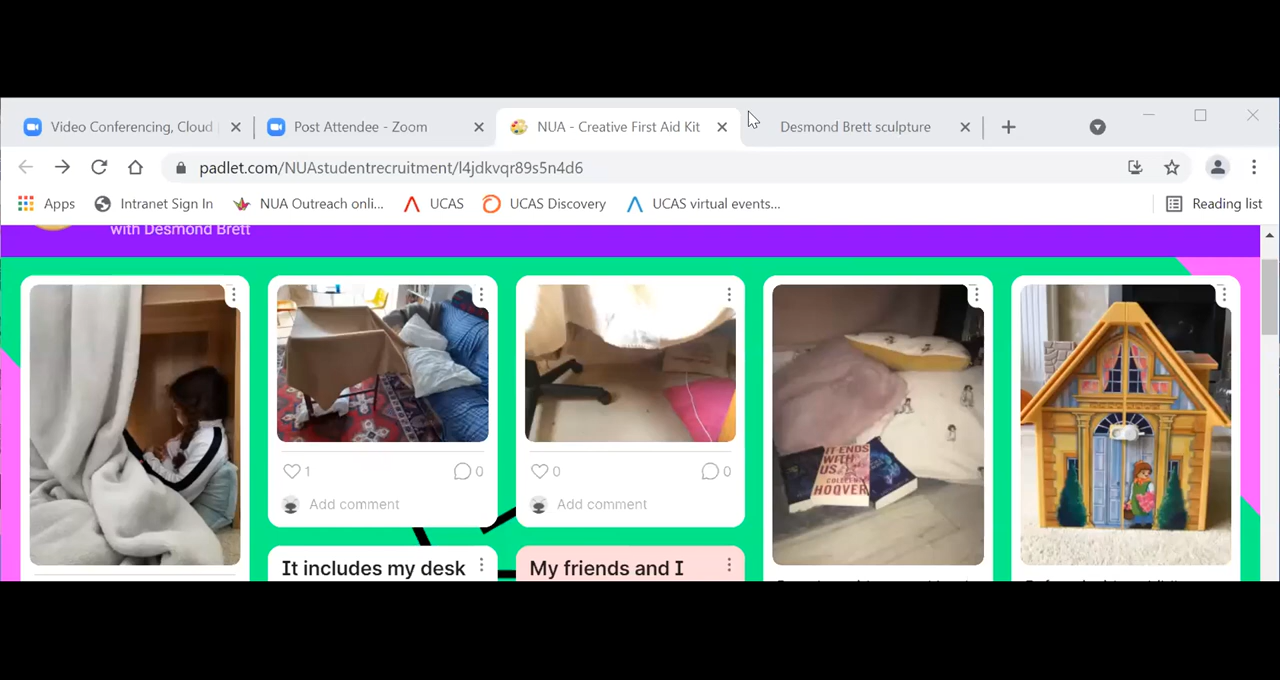 Video Conferencing, Cloud
Post Attendee - Zoom
NUA - Creative First Aid Kit
Desmond Brett sculpture
padlet.com/NUAstudentrecruitment/l4jdkvqr89s5n4d6
Apps
Intranet Sign In
NUA Outreach onli...
UCAS
UCAS Discovery
UCAS virtual events...
Reading list
with Desmond Brett
IT ENDS
WITH
US
COLLEEN
HOOVER
1
0
0
0
Add comment
Add comment
It includes my desk
My friends and I